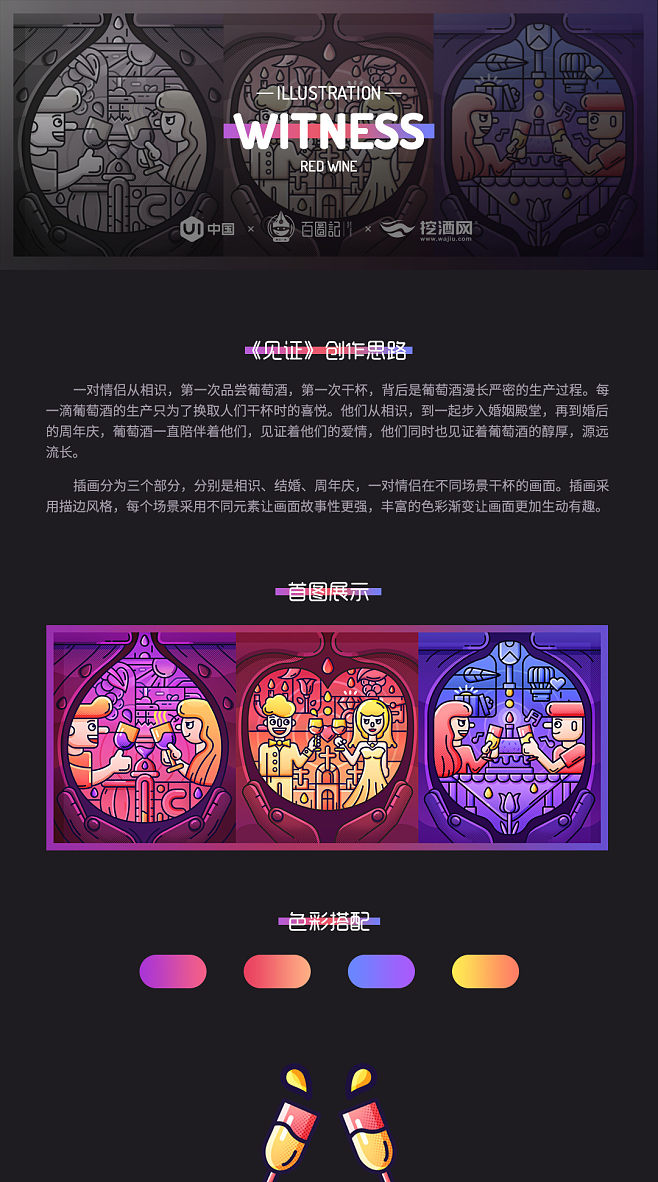 ILLUSTRATION
WITNESS
RED WINE
UI中国 × 百圖記 × 挖酒网
www.wajiu.com
《见证》创作思路
一对情侣从相识，第一次品尝葡萄酒，第一次干杯，背后是葡萄酒漫长严密的生产过程。每
一滴葡萄酒的生产只为了换取人们干杯时的喜悦。他们从相识，到一起步入婚姻殿堂，再到婚后
的周年庆，葡萄酒一直陪伴着他们，见证着他们的爱情，他们同时也见证着葡萄酒的醇厚，源远
流长。
插画分为三个部分，分别是相识、结婚、周年庆，一对情侣在不同场景干杯的画面。插画采
用描边风格，每个场景采用不同元素让画面故事性更强，丰富的色彩渐变让画面更加生动有趣。
首图展示
色彩搭配